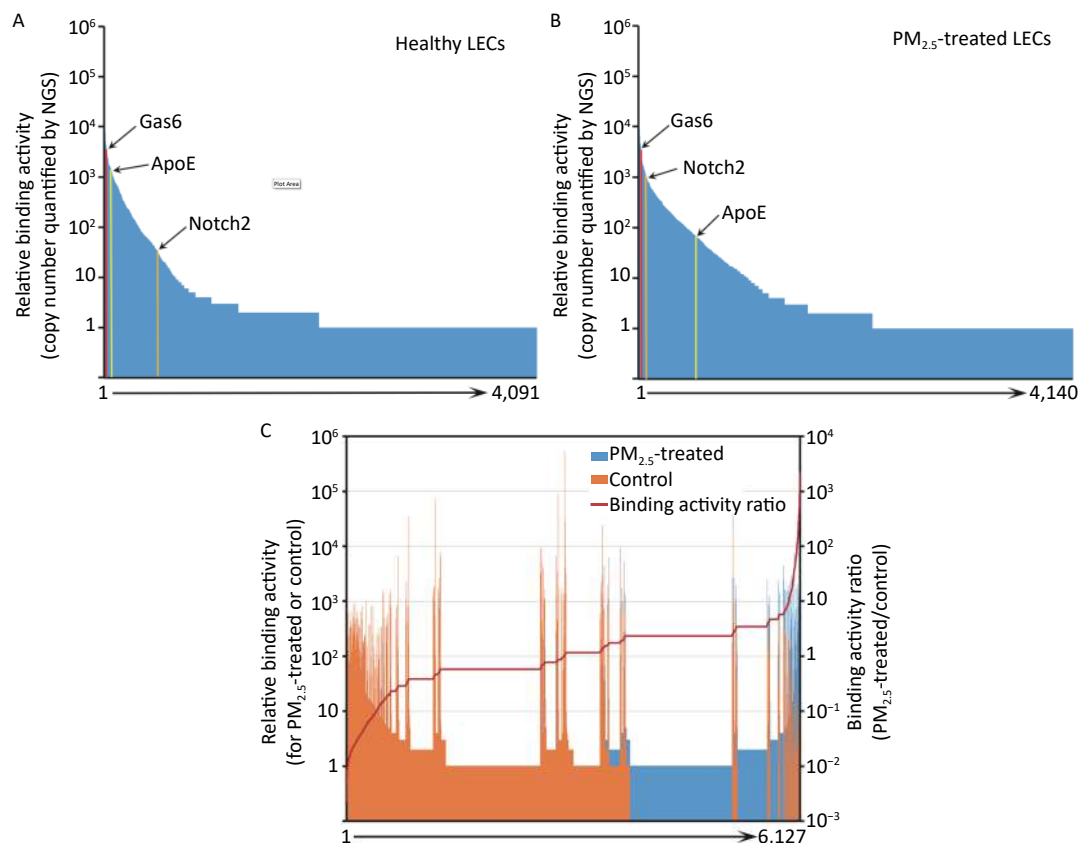 A
Healthy LECs
Relative binding activity
(copy number quantified by NGS)
10⁶
10⁵
10⁴
10³
10²
10
1
Gas6
ApoE
Notch2
Plot Area
1
4,091
B
PM₂.₅-treated LECs
Relative binding activity
(copy number quantified by NGS)
10⁶
10⁵
10⁴
10³
10²
10
1
Gas6
Notch2
ApoE
1
4,140
C
Relative binding activity
(for PM₂.₅-treated or control)
10⁶
10⁵
10⁴
10³
10²
10
1
PM₂.₅-treated
Control
Binding activity ratio
10⁴
10³
10²
10
1
10⁻¹
10⁻²
10⁻³
Binding activity ratio
(PM₂.₅-treated/control)
1
6,127